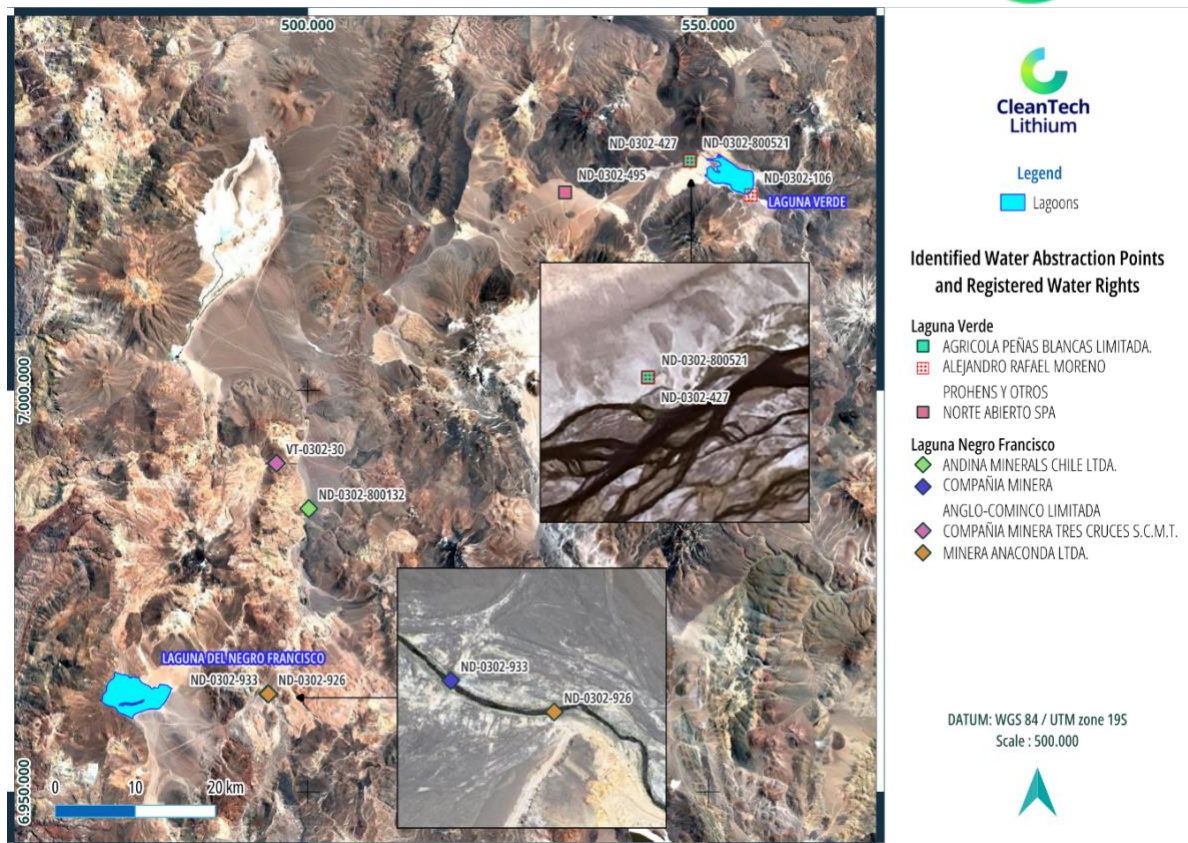 500.000
550.000
ND-0302-427
ND-0302-800521
ND-0302-495
ND-0302-106
LAGUNA VERDE
ND-0302-800521
ND-0302-427
7.000.000
VT-0302-30
ND-0302-800132
LAGUNA DEL NEGRO FRANCISCO
ND-0302-933
ND-0302-926
ND-0302-933
ND-0302-926
6.950.000
0
10
20 km
CleanTech
Lithium
Legend
Lagoons
Identified Water Abstraction Points
and Registered Water Rights
Laguna Verde
AGRICOLA PEÑAS BLANCAS LIMITADA.
ALEJANDRO RAFAEL MORENO
PROHENS Y OTROS
NORTE ABIERTO SPA
Laguna Negro Francisco
ANDINA MINERALS CHILE LTDA.
COMPAÑIA MINERA
ANGLO-COMINCO LIMITADA
COMPAÑIA MINERA TRES CRUCES S.C.M.T.
MINERA ANACONDA LTDA.
DATUM: WGS 84 / UTM zone 19S
Scale : 500.000